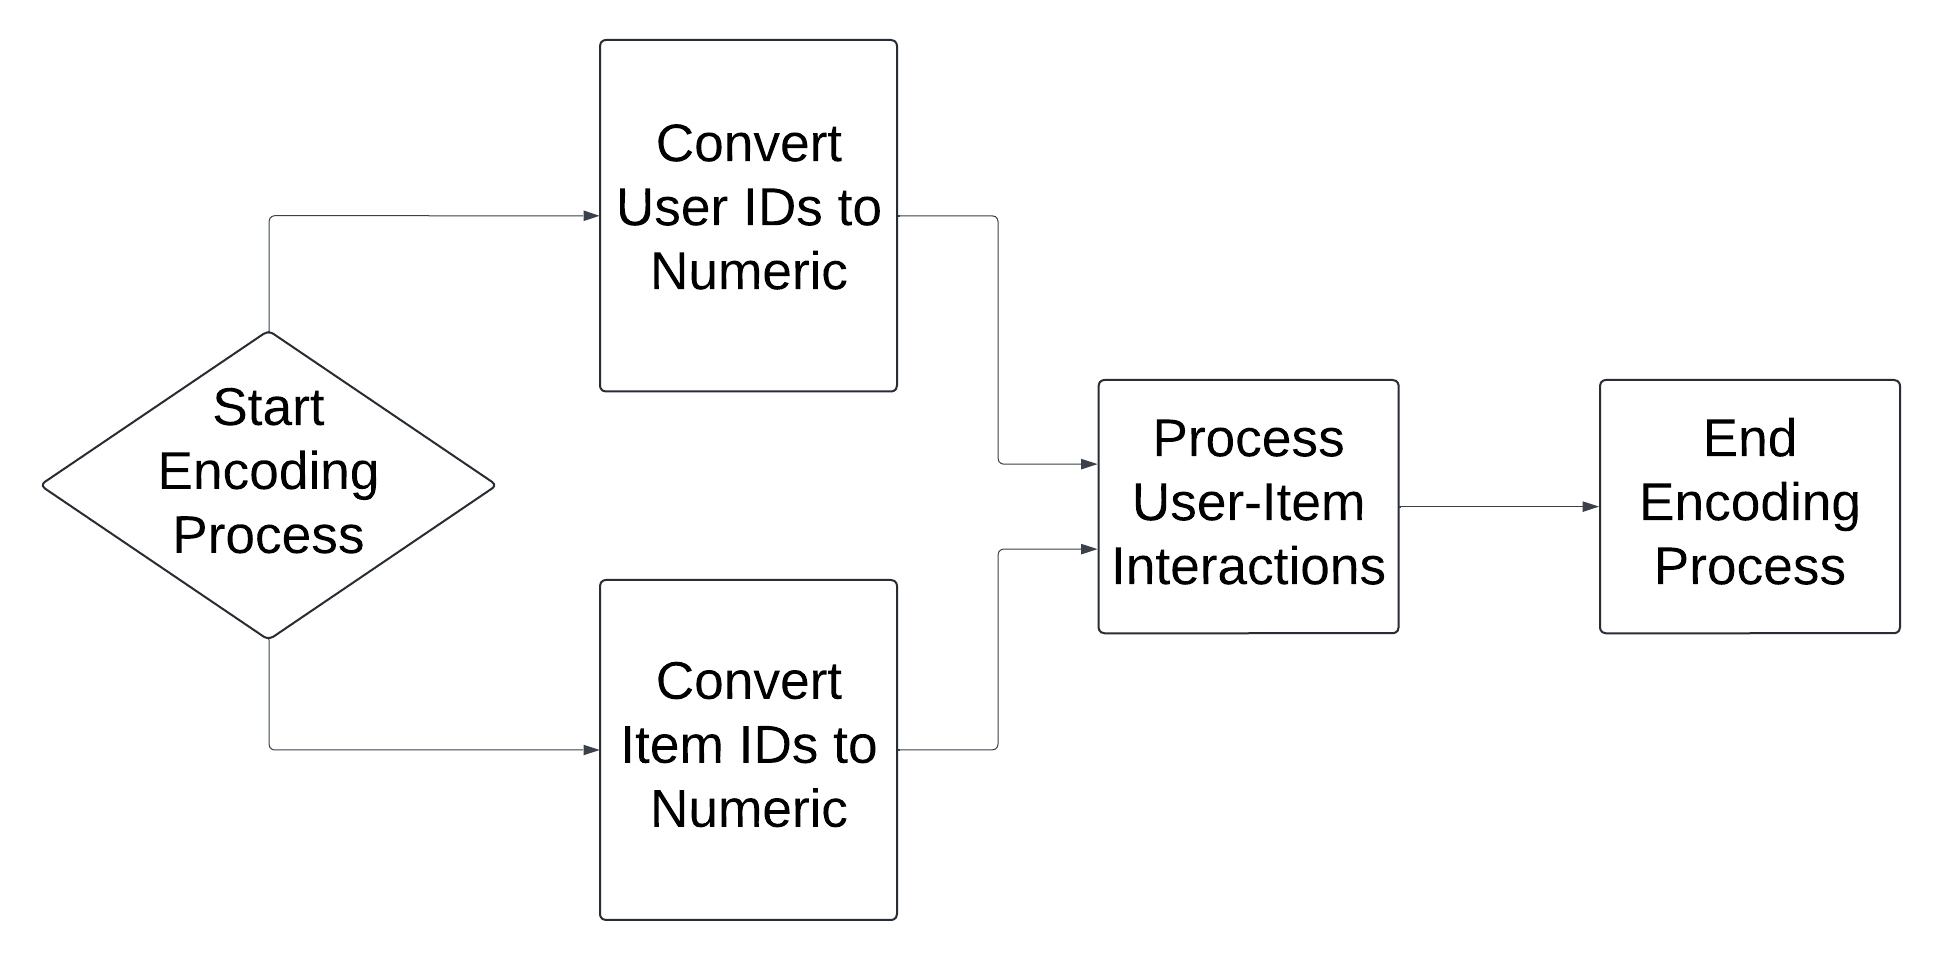 Start
Encoding
Process
Convert
User IDs to
Numeric
Convert
Item IDs to
Numeric
Process
User-Item
Interactions
End
Encoding
Process